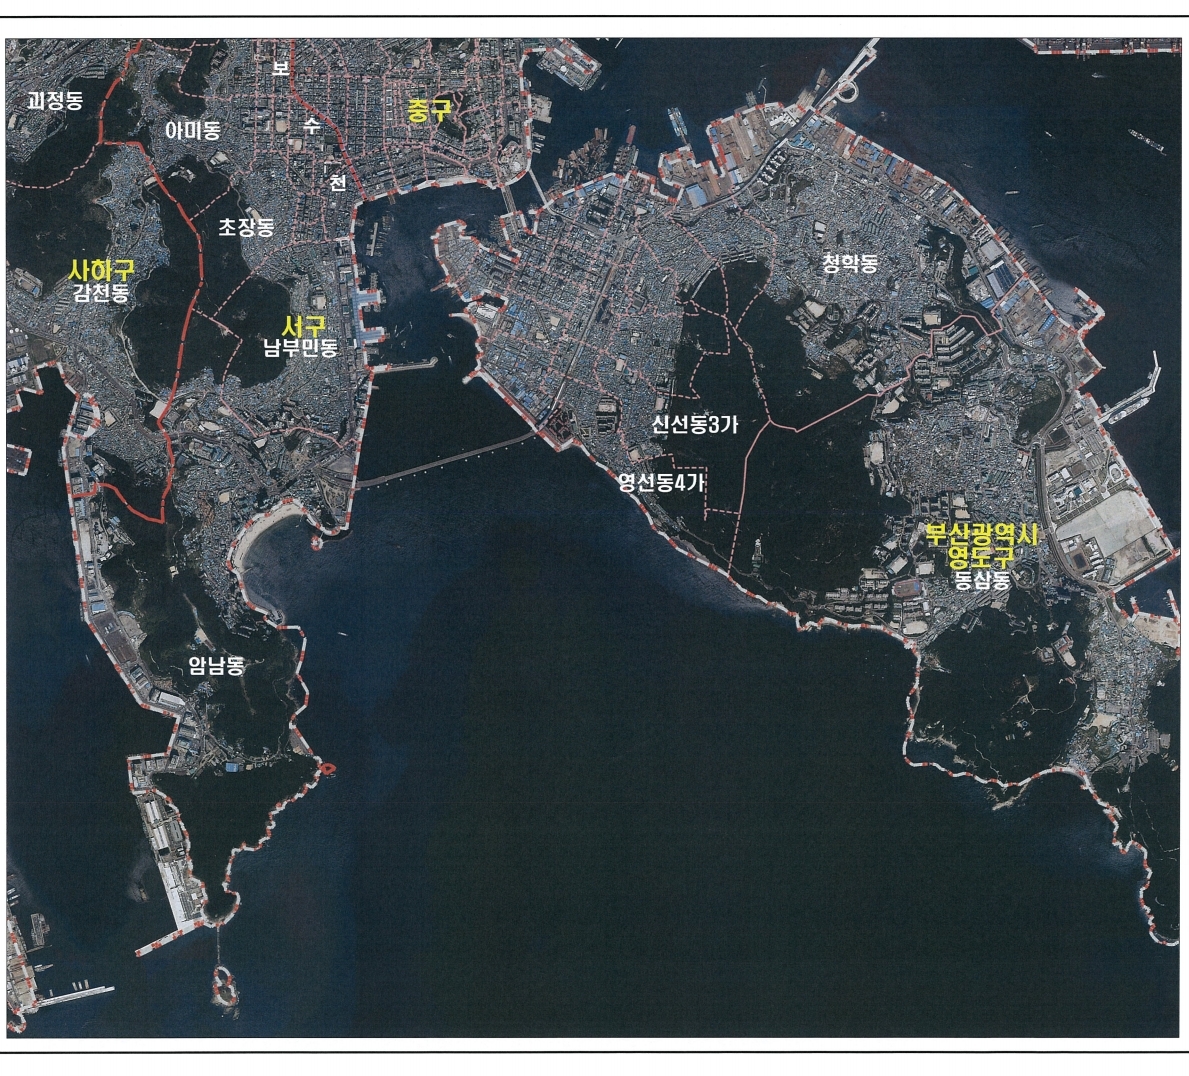 괴정동
보
수
천
아미동
중구
초장동
사하구
감천동
서구
남부민동
청학동
신선동3가
영선동4가
부산광역시
영도구
동삼동
암남동